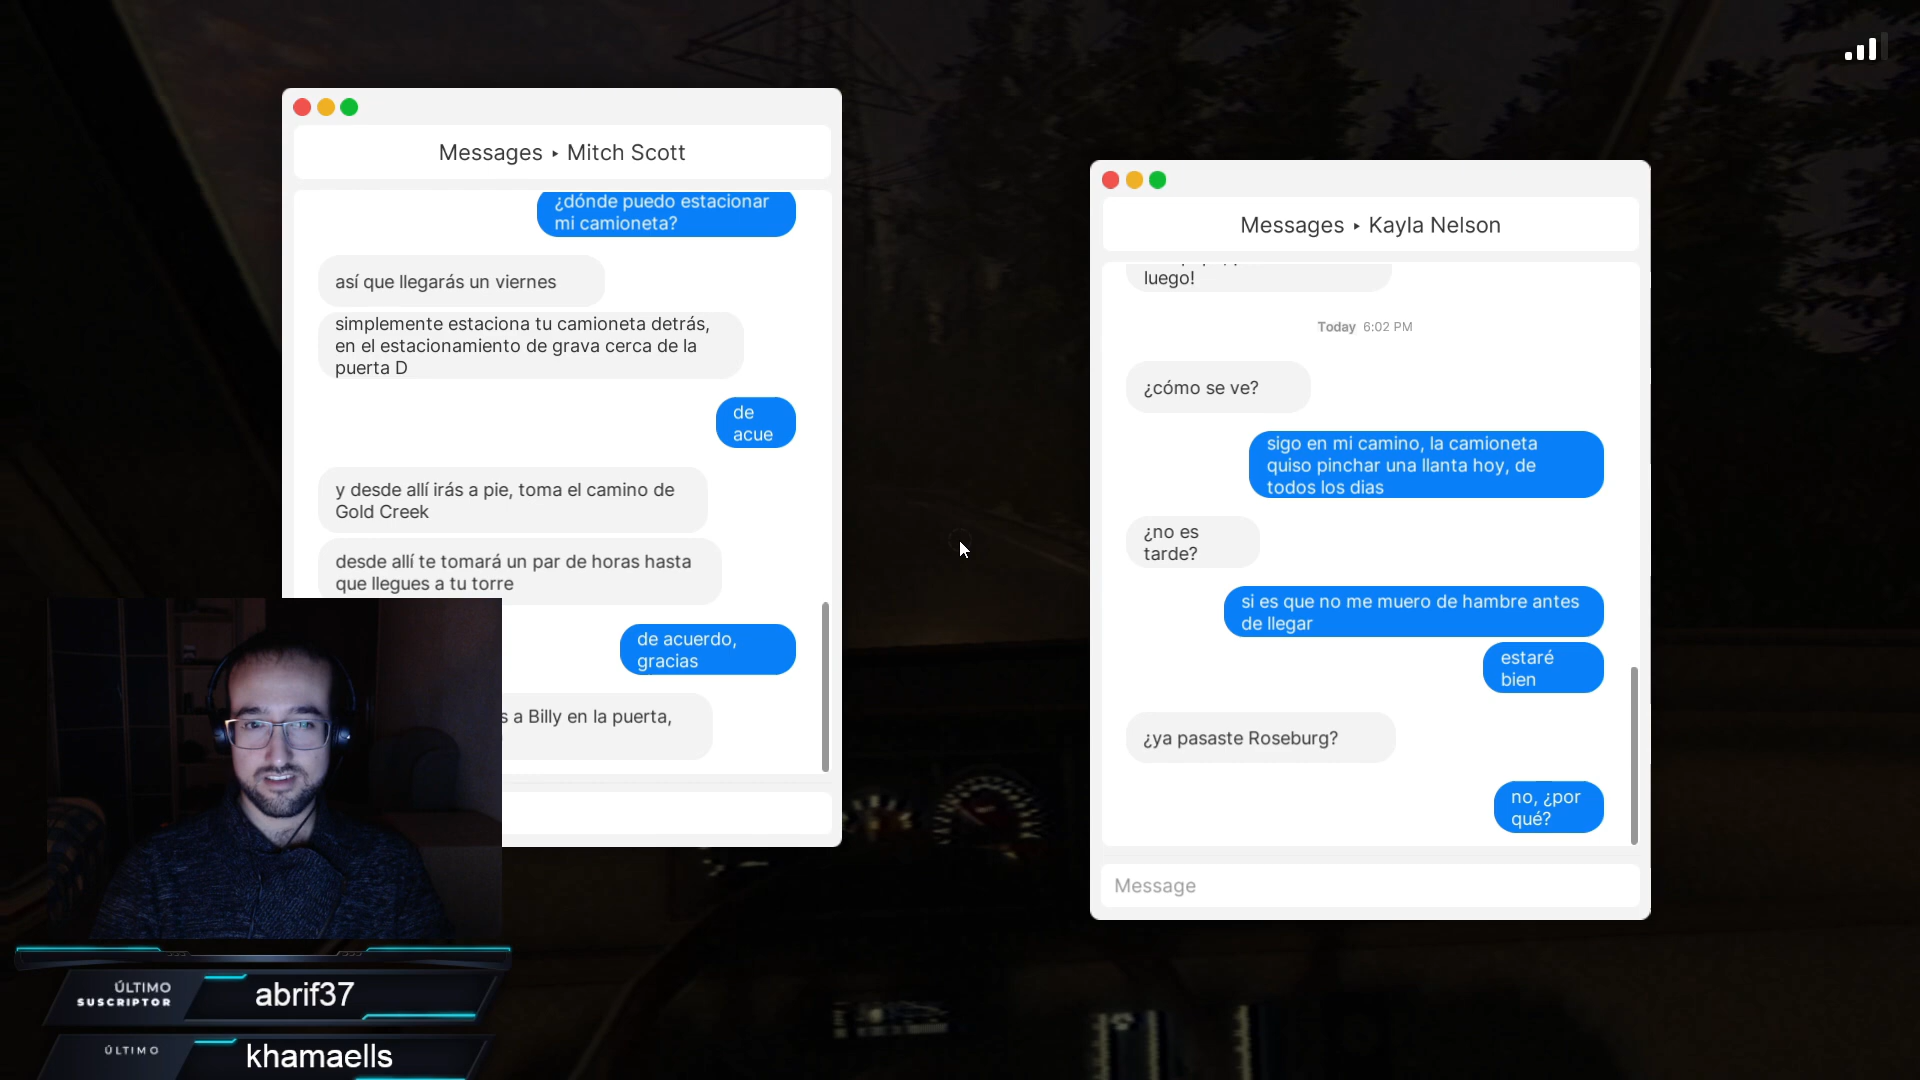 Messages ▸ Mitch Scott
¿dónde puedo estacionar
mi camioneta?
así que llegarás un viernes
simplemente estaciona tu camioneta detrás,
en el estacionamiento de grava cerca de la
puerta D
de
acue
y desde allí irás a pie, toma el camino de
Gold Creek
desde allí te tomará un par de horas hasta
que llegues a tu torre
de acuerdo,
gracias
s a Billy en la puerta,
Messages ▸ Kayla Nelson
luego!
Today 6:02 PM
¿cómo se ve?
sigo en mi camino, la camioneta
quiso pinchar una llanta hoy, de
todos los dias
¿no es
tarde?
si es que no me muero de hambre antes
de llegar
estaré
bien
¿ya pasaste Roseburg?
no, ¿por
qué?
Message
ÚLTIMO
SUSCRIPTOR
abrif37
ÚLTIMO
khamaells